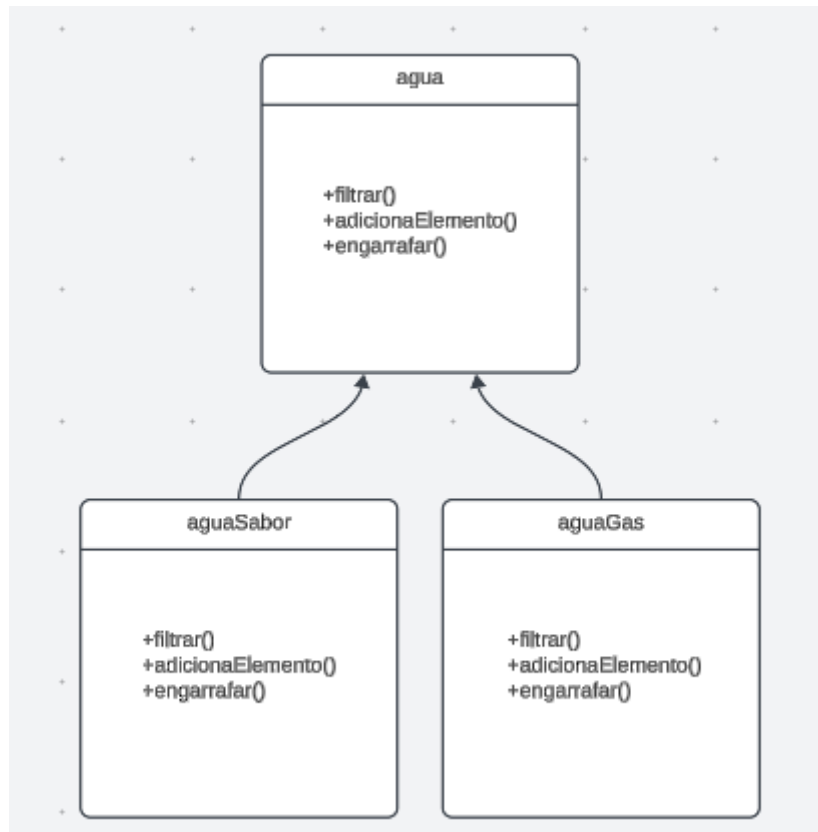 agua
+filtrar()
+adicionaElemento()
+engarrafar()
aguaSabor
+filtrar()
+adicionaElemento()
+engarrafar()
aguaGas
+filtrar()
+adicionaElemento()
+engarrafar()